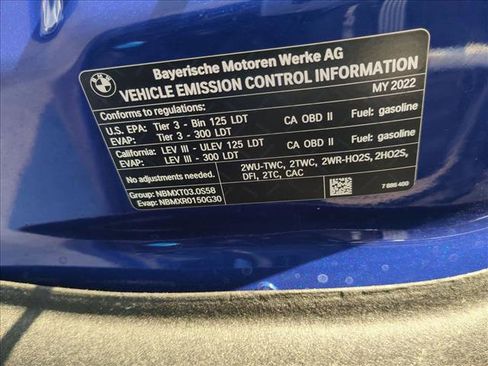 BMW
Bayerische Motoren Werke AG
VEHICLE EMISSION CONTROL INFORMATION
Conforms to regulations: MY 2022
U.S. EPA: Tier 3 - Bin 125 LDT CA OBD II Fuel: gasoline
EVAP: Tier 3 - 300 LDT
California: LEV III - ULEV 125 LDT CA OBD II Fuel: gasoline
EVAP: LEV III - 300 LDT
No adjustments needed. 2WU-TWC, 2TWC, 2WR-HO2S, 2HO2S,
DFI, 2TC, CAC
Group: NBMXT03.0S58
Evap: NBMXR0150G30 7 885 400